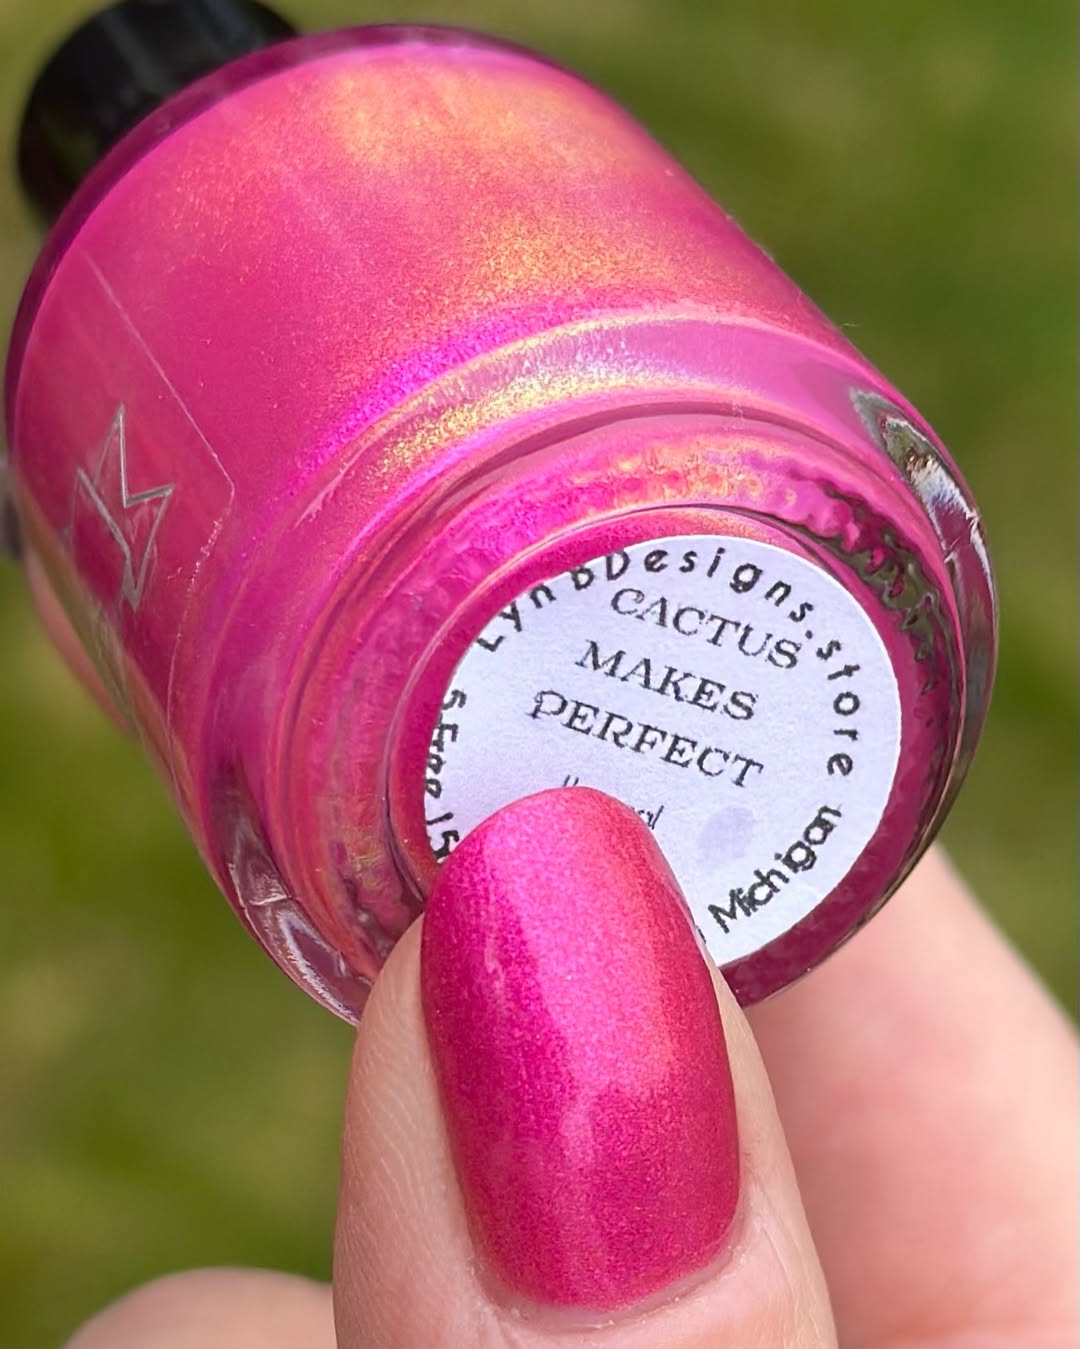 LynBDesigns.store
CACTUS
MAKES
PERFECT
Michigan